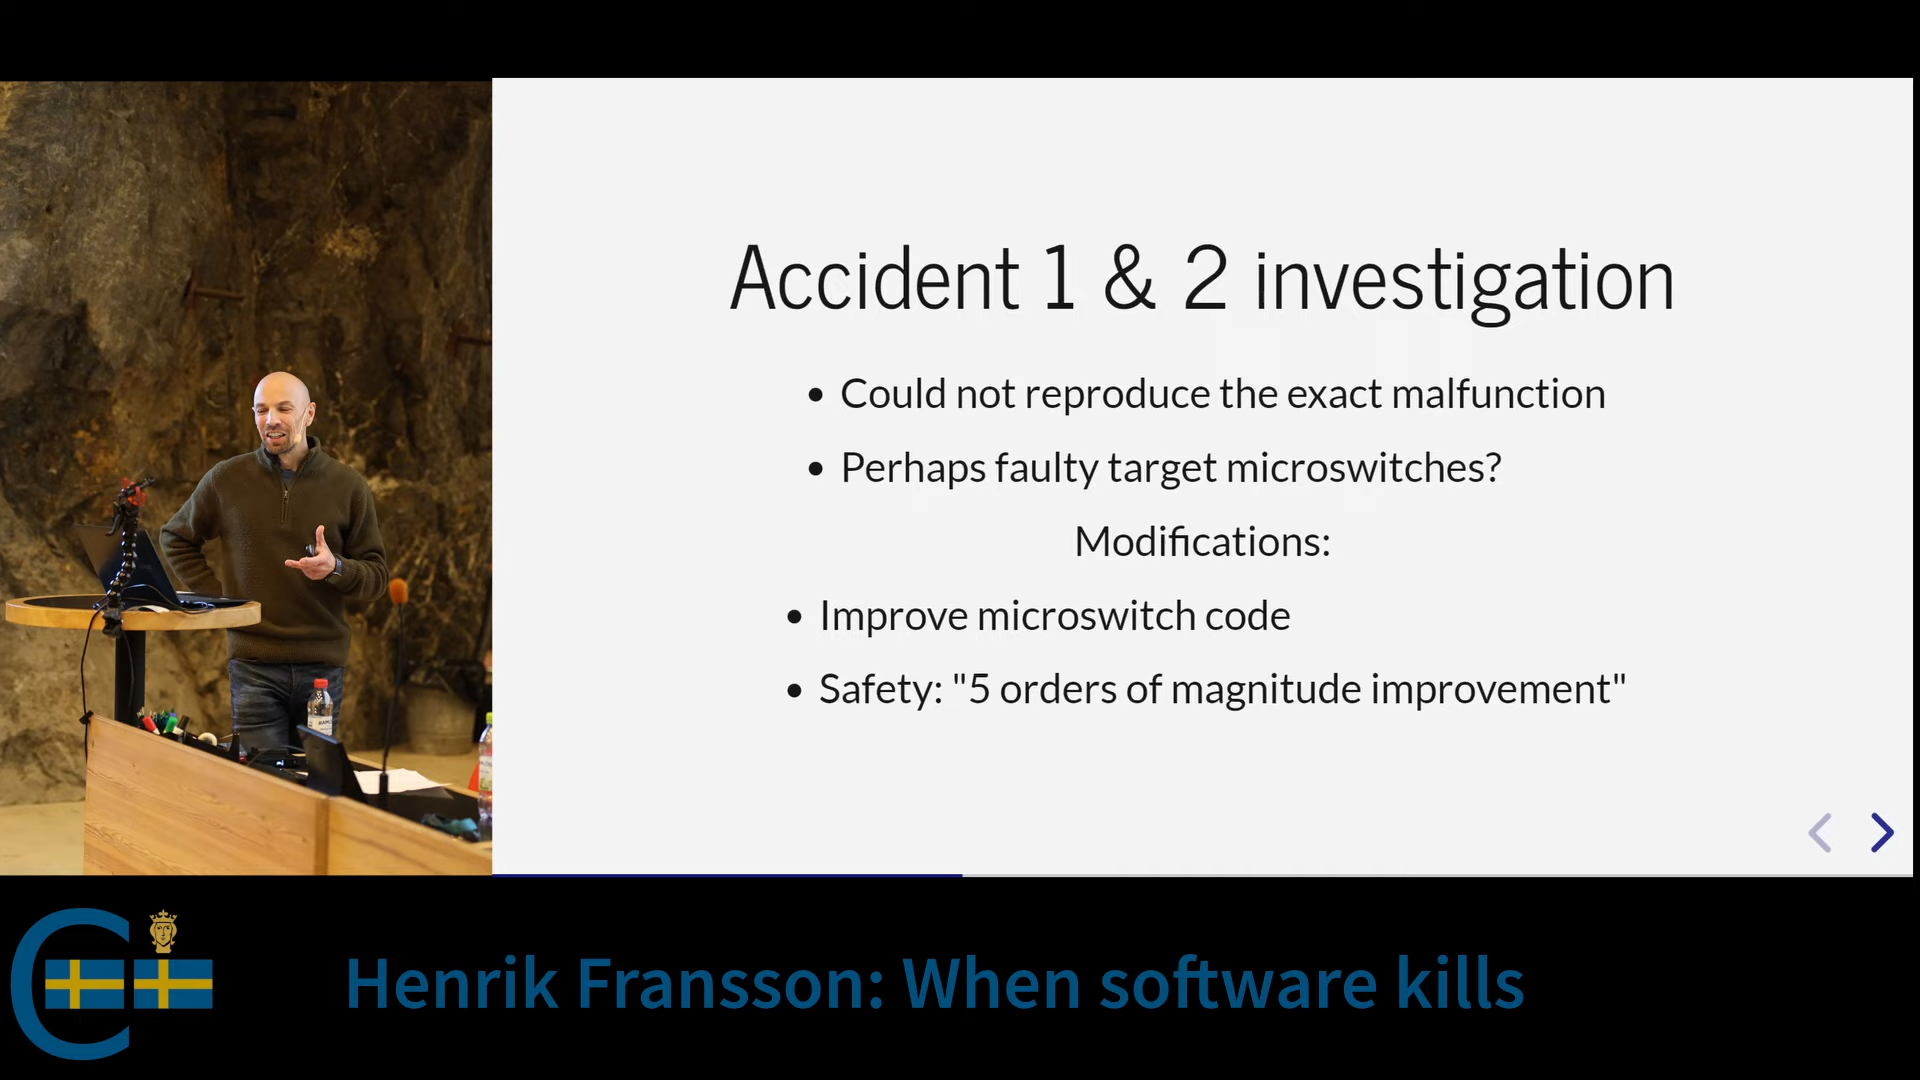 Accident 1 & 2 investigation
• Could not reproduce the exact malfunction
• Perhaps faulty target microswitches?
Modifications:
• Improve microswitch code
• Safety: "5 orders of magnitude improvement"
Henrik Fransson: When software kills